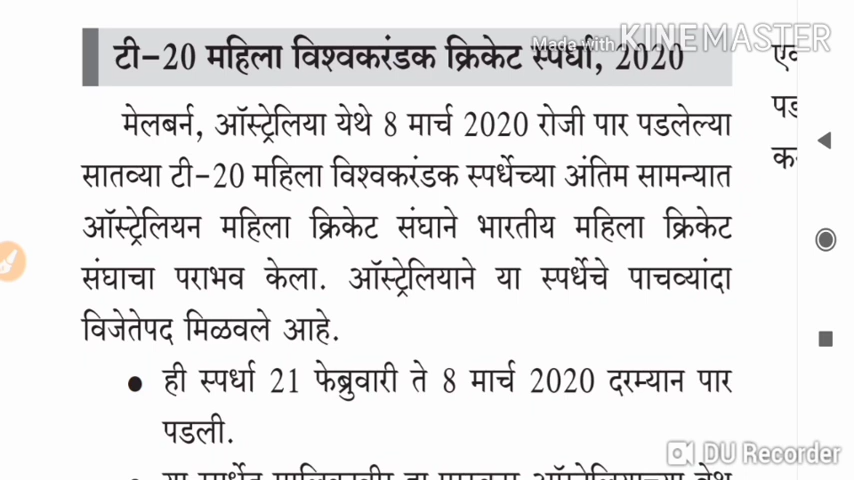 टी-20 महिला विश्वकरंडक क्रिकेट स्पर्धा, 2020
Made with KINEMASTER
मेलबर्न, ऑस्ट्रेलिया येथे 8 मार्च 2020 रोजी पार पडलेल्या
सातव्या टी-20 महिला विश्वकरंडक स्पर्धेच्या अंतिम सामन्यात
ऑस्ट्रेलियन महिला क्रिकेट संघाने भारतीय महिला क्रिकेट
संघाचा पराभव केला. ऑस्ट्रेलियाने या स्पर्धेचे पाचव्यांदा
विजेतेपद मिळवले आहे.
• ही स्पर्धा 21 फेब्रुवारी ते 8 मार्च 2020 दरम्यान पार
पडली.
DU Recorder